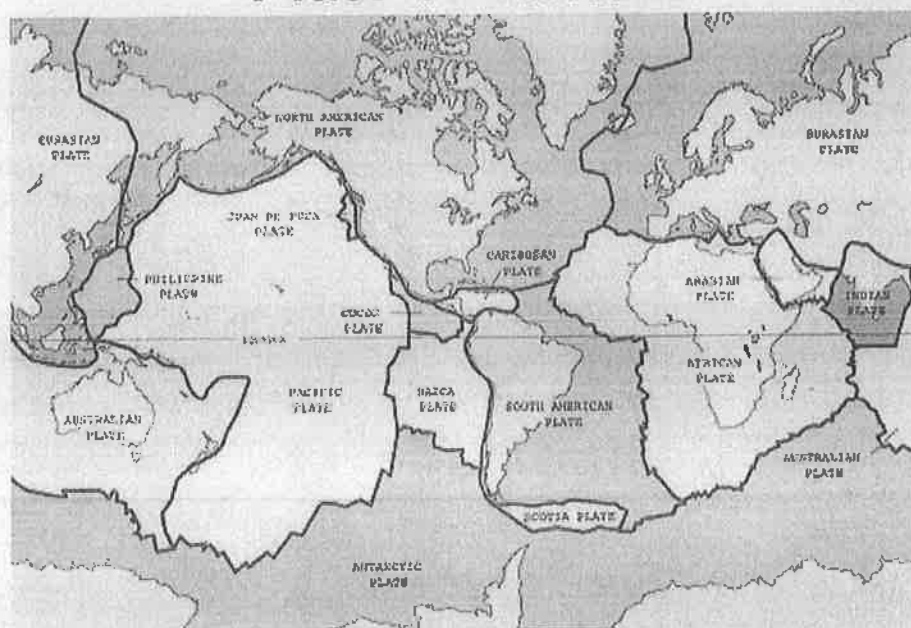 NORTH AMERICAN
PLATE
EURASIAN
PLATE
EURASIAN
PLATE
JUAN DE FUCA
PLATE
CARIBBEAN
PLATE
PHILIPPINE
PLATE
ARABIAN
PLATE
INDIAN
PLATE
COCOS
PLATE
EQUATOR
AFRICAN
PLATE
PACIFIC
PLATE
NAZCA
PLATE
SOUTH AMERICAN
PLATE
AUSTRALIAN
PLATE
AUSTRALIAN
PLATE
SCOTIA PLATE
ANTARCTIC
PLATE